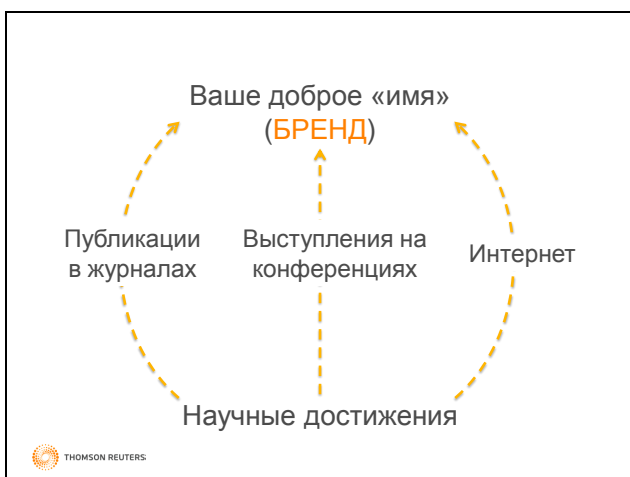 Ваше доброе «имя»
(БРЕНД)
Публикации
в журналах
Выступления на
конференциях
Интернет
Научные достижения
THOMSON REUTERS